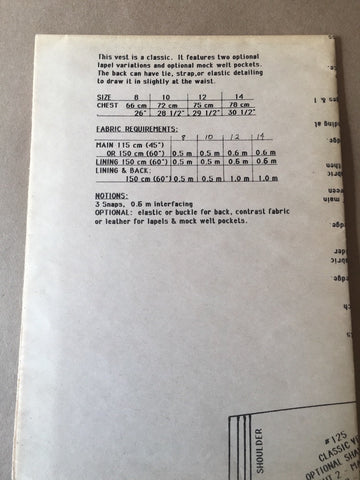 This vest is a classic. It features two optional
lapel variations and optional mock welt pockets.
The back can have tie, strap,or elastic detailing
to draw it in slightly at the waist.
SIZE 8 10 12 14
CHEST 66 cm 72 cm 75 cm 78 cm
26" 28 1/2" 29 1/2" 30 1/2"
FABRIC REQUIREMENTS:
8 10 12 14
MAIN 115 cm (45")
OR 150 cm (60") 0.5 m 0.5 m 0.6 m 0.6 m
LINING 150 cm (60") 0.5 m 0.5 m 0.6 m 0.6 m
LINING & BACK:
150 cm (60") 0.5 m 0.5 m 1.0 m 1.0 m
NOTIONS:
3 Snaps, 0.6 m interfacing
OPTIONAL: elastic or buckle for back, contrast fabric
or leather for lapels & mock welt pockets.
SHOULDER
#125
CLASSIC
OPTIONAL